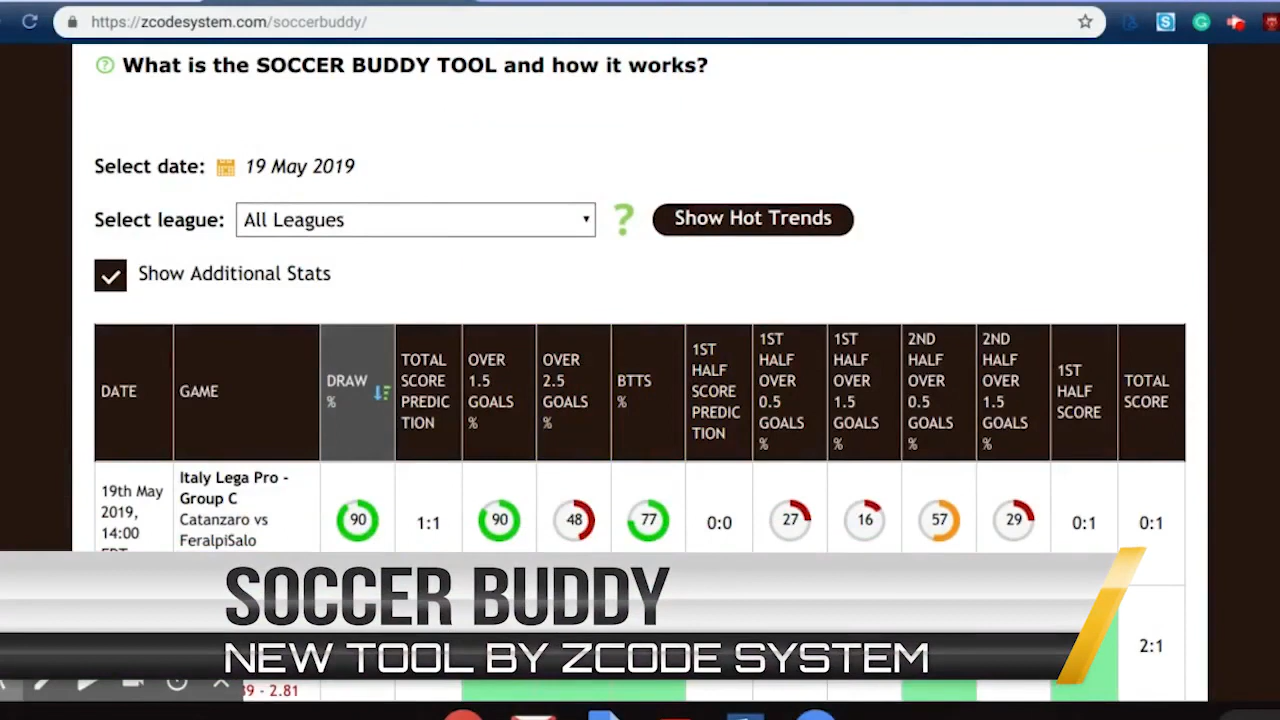 https://zcodesystem.com/soccerbuddy/
What is the SOCCER BUDDY TOOL and how it works?
Select date: 19 May 2019
Select league: All Leagues ? Show Hot Trends
Show Additional Stats
DATE
GAME
DRAW
%
TOTAL
SCORE
PREDIC
TION
OVER
1.5
GOALS
%
OVER
2.5
GOALS
%
BTTS
%
1ST
HALF
SCORE
PREDIC
TION
1ST
HALF
OVER
0.5
GOALS
%
1ST
HALF
OVER
1.5
GOALS
%
2ND
HALF
OVER
0.5
GOALS
%
2ND
HALF
OVER
1.5
GOALS
%
1ST
HALF
SCORE
TOTAL
SCORE
19th May
2019,
14:00
Italy Lega Pro -
Group C
Catanzaro vs
FeralpiSalo
90 1:1 90 48 77 0:0 27 16 57 29 0:1 0:1
2:1
SOCCER BUDDY
NEW TOOL BY ZCODE SYSTEM
- 2.81